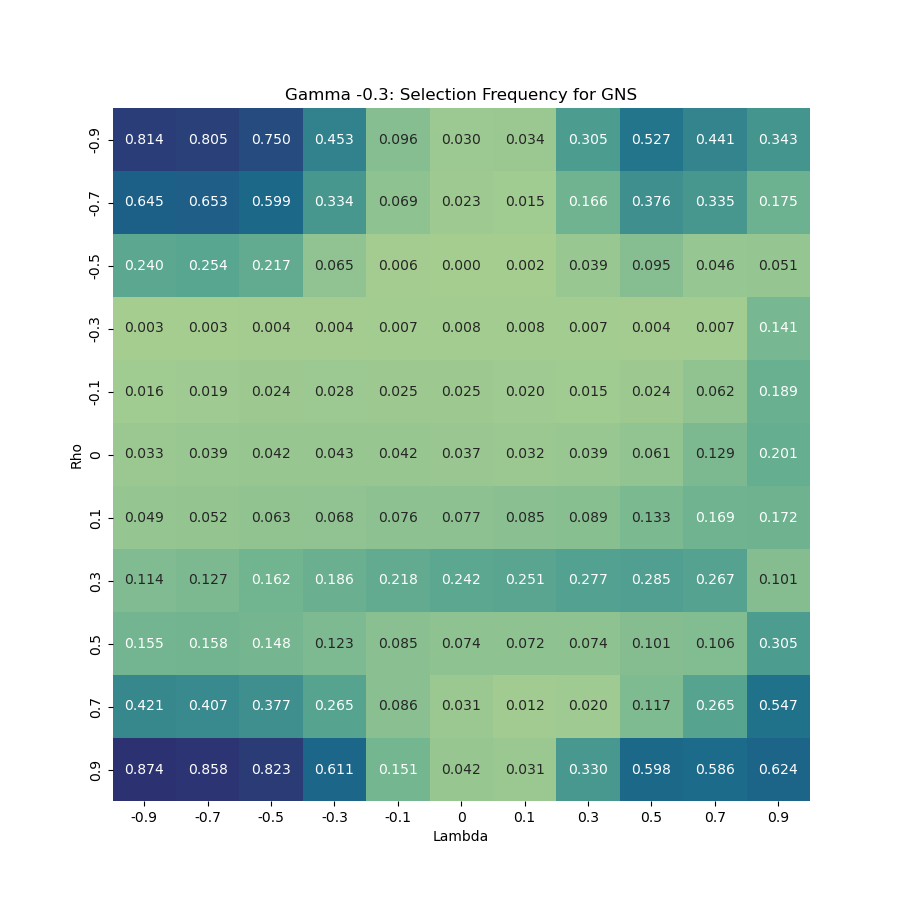 Gamma -0.3: Selection Frequency for GNS
-0.9 0.814 0.805 0.750 0.453 0.096 0.030 0.034 0.305 0.527 0.441 0.343
-0.7 0.645 0.653 0.599 0.334 0.069 0.023 0.015 0.166 0.376 0.335 0.175
-0.5 0.240 0.254 0.217 0.065 0.006 0.000 0.002 0.039 0.095 0.046 0.051
-0.3 0.003 0.003 0.004 0.004 0.007 0.008 0.008 0.007 0.004 0.007 0.141
-0.1 0.016 0.019 0.024 0.028 0.025 0.025 0.020 0.015 0.024 0.062 0.189
Rho
0 0.033 0.039 0.042 0.043 0.042 0.037 0.032 0.039 0.061 0.129 0.201
0.1 0.049 0.052 0.063 0.068 0.076 0.077 0.085 0.089 0.133 0.169 0.172
0.3 0.114 0.127 0.162 0.186 0.218 0.242 0.251 0.277 0.285 0.267 0.101
0.5 0.155 0.158 0.148 0.123 0.085 0.074 0.072 0.074 0.101 0.106 0.305
0.7 0.421 0.407 0.377 0.265 0.086 0.031 0.012 0.020 0.117 0.265 0.547
0.9 0.874 0.858 0.823 0.611 0.151 0.042 0.031 0.330 0.598 0.586 0.624
-0.9 -0.7 -0.5 -0.3 -0.1 0 0.1 0.3 0.5 0.7 0.9
Lambda